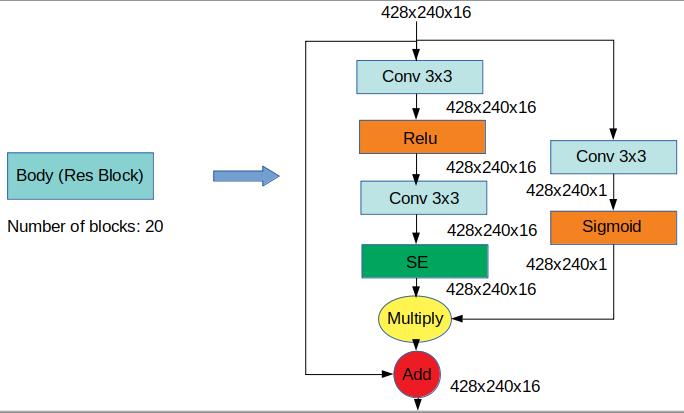 428x240x16
Conv 3x3
428x240x16
Relu
428x240x16
Conv 3x3
428x240x16
SE
428x240x16
Multiply
Add
428x240x16
Conv 3x3
428x240x1
Sigmoid
428x240x1
Body (Res Block)
Number of blocks: 20